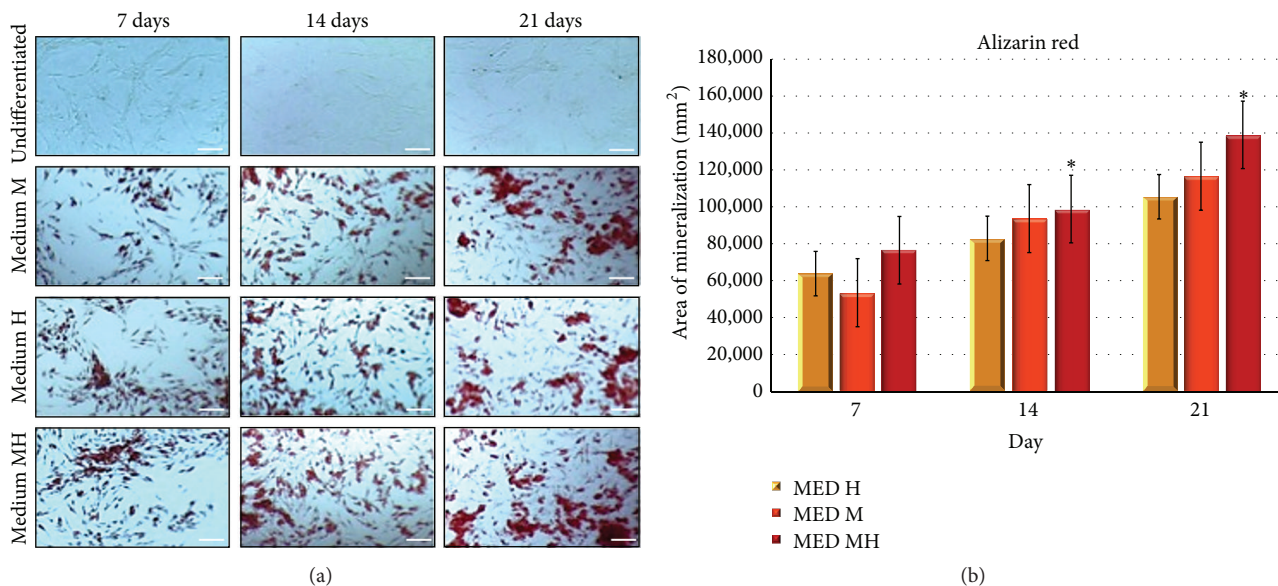 7 days 14 days 21 days
Undifferentiated
Medium M
Medium H
Medium MH
(a)
Alizarin red
Area of mineralization (mm²)
180,000
160,000
140,000
120,000
100,000
80,000
60,000
40,000
20,000
0
*
*
7 14 21
Day
MED H
MED M
MED MH
(b)